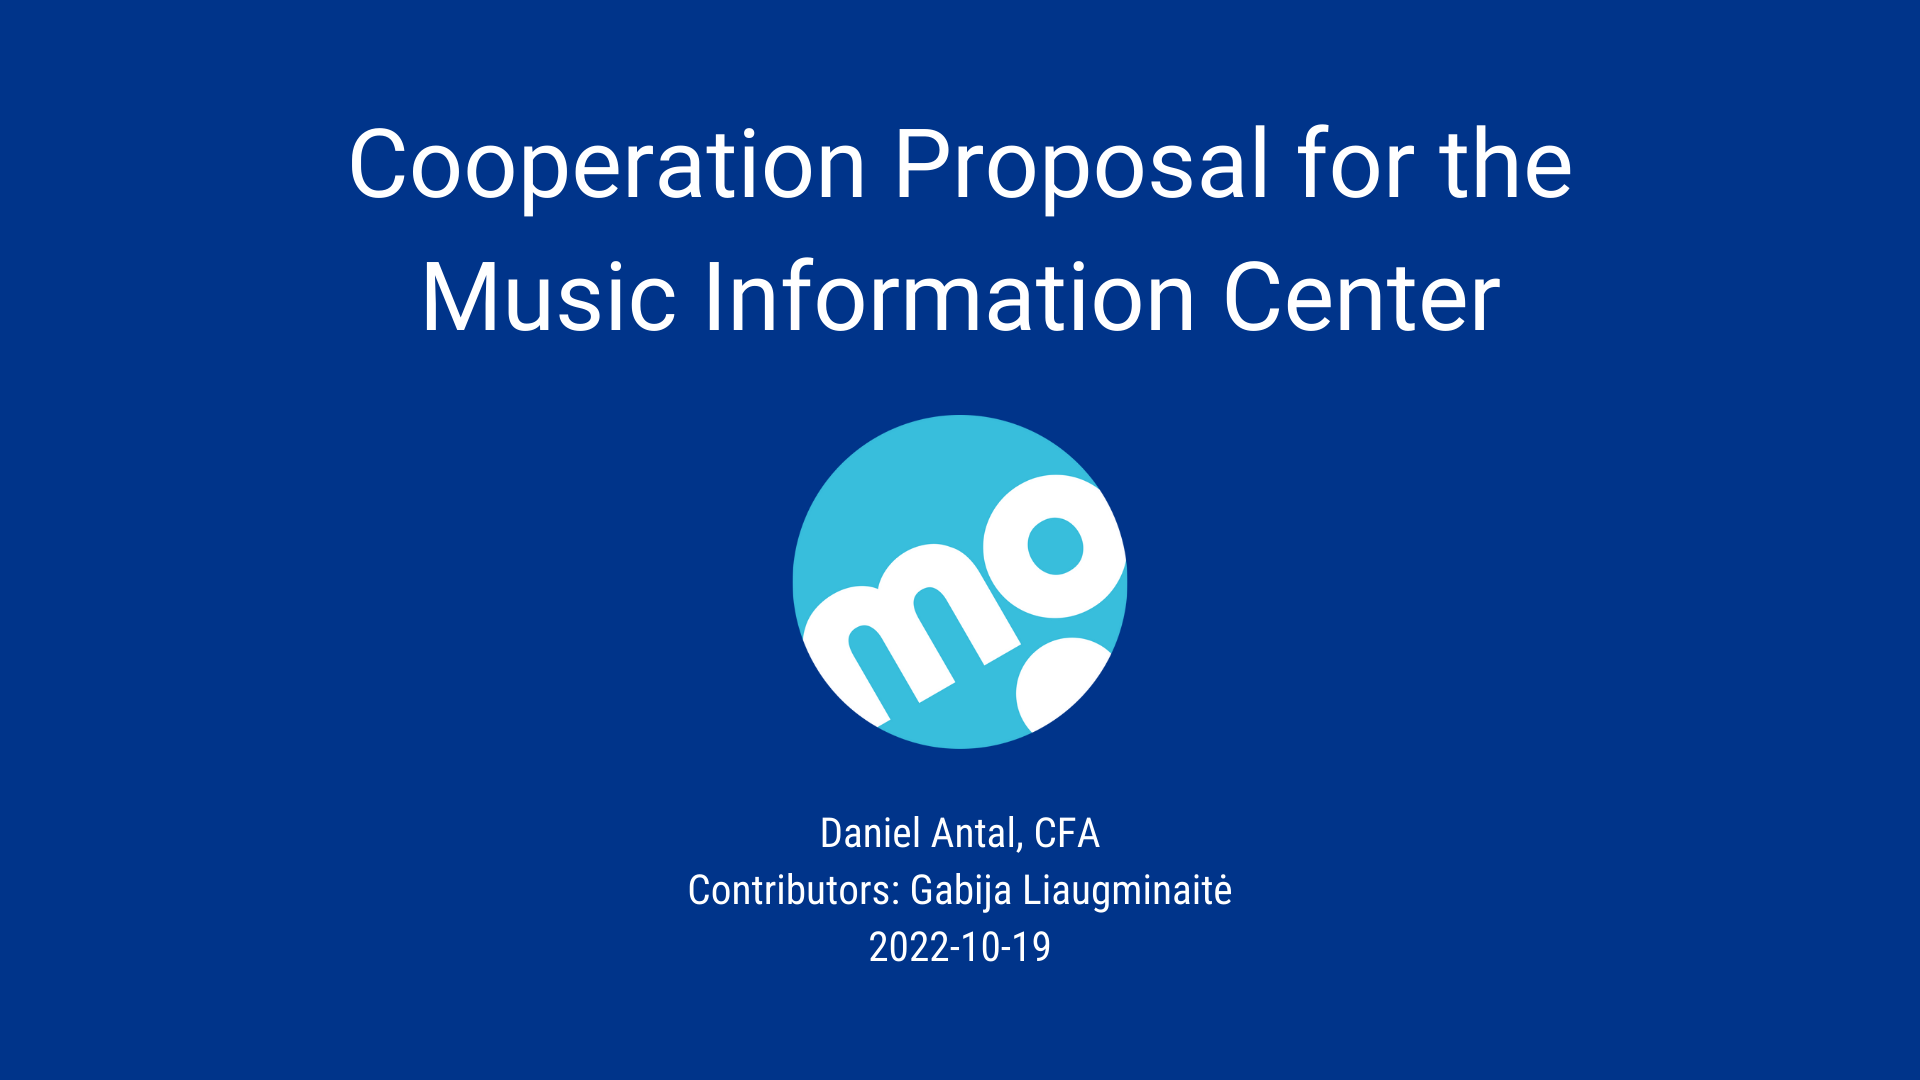 Cooperation Proposal for the
Music Information Center
mo
Daniel Antal, CFA
Contributors: Gabija Liaugminaitė
2022-10-19